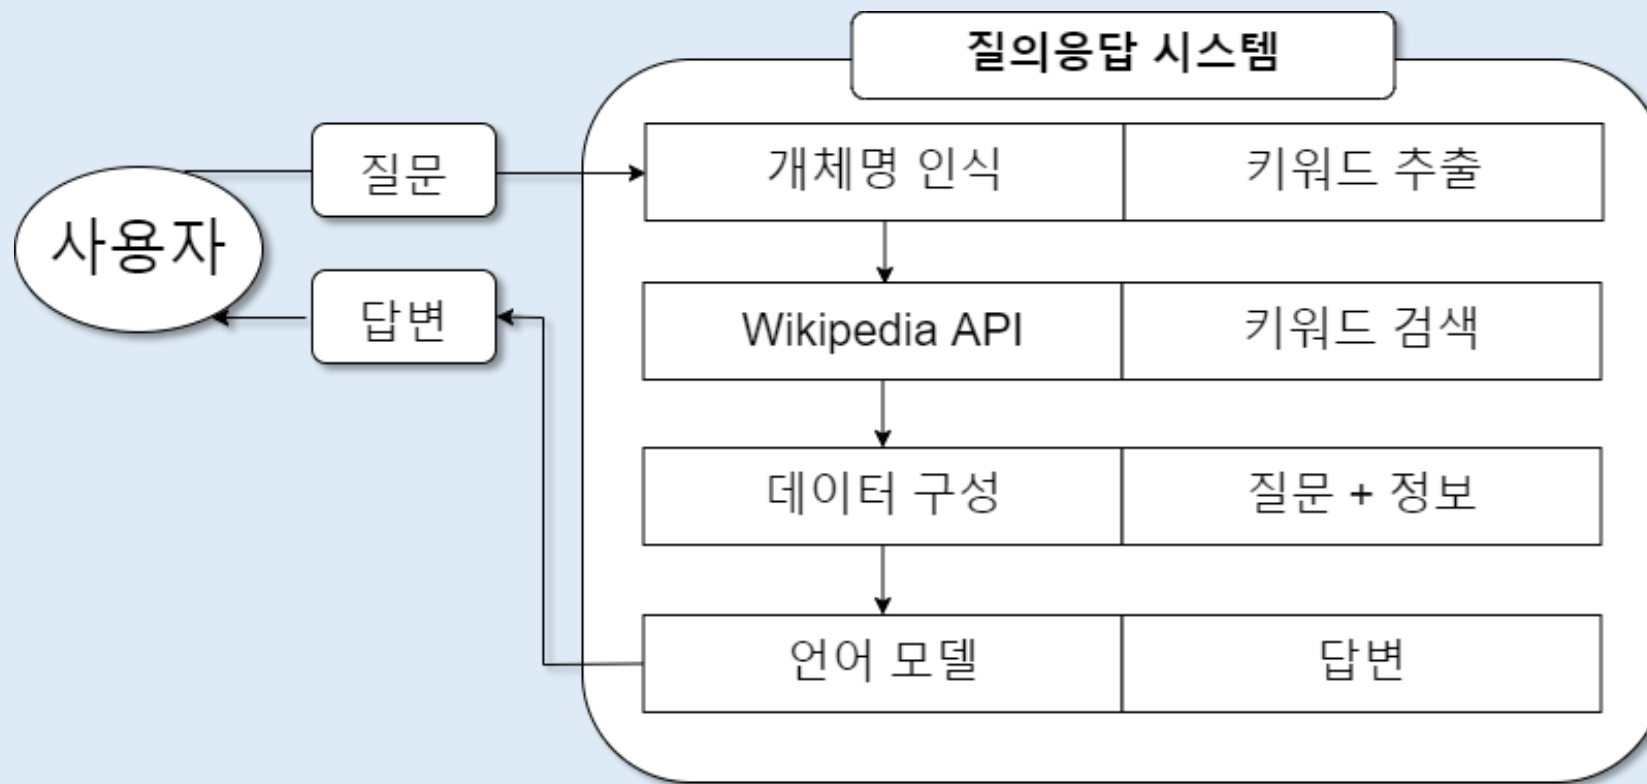 질의응답 시스템
질문
개체명 인식 키워드 추출
사용자
답변
Wikipedia API 키워드 검색
데이터 구성 질문 + 정보
언어 모델 답변